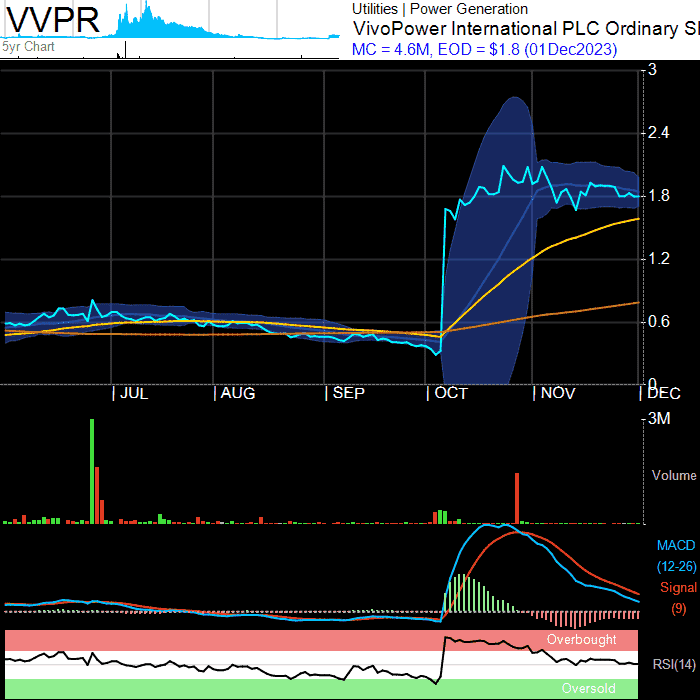 VVPR
5yr Chart
Utilities | Power Generation
VivoPower International PLC Ordinary S
MC = 4.6M, EOD = $1.8 (01Dec2023)
3
2.4
1.8
1.2
0.6
0
JUL AUG SEP OCT NOV DEC
3M
Volume
MACD
(12-26)
Signal
(9)
Overbought
RSI(14)
Oversold